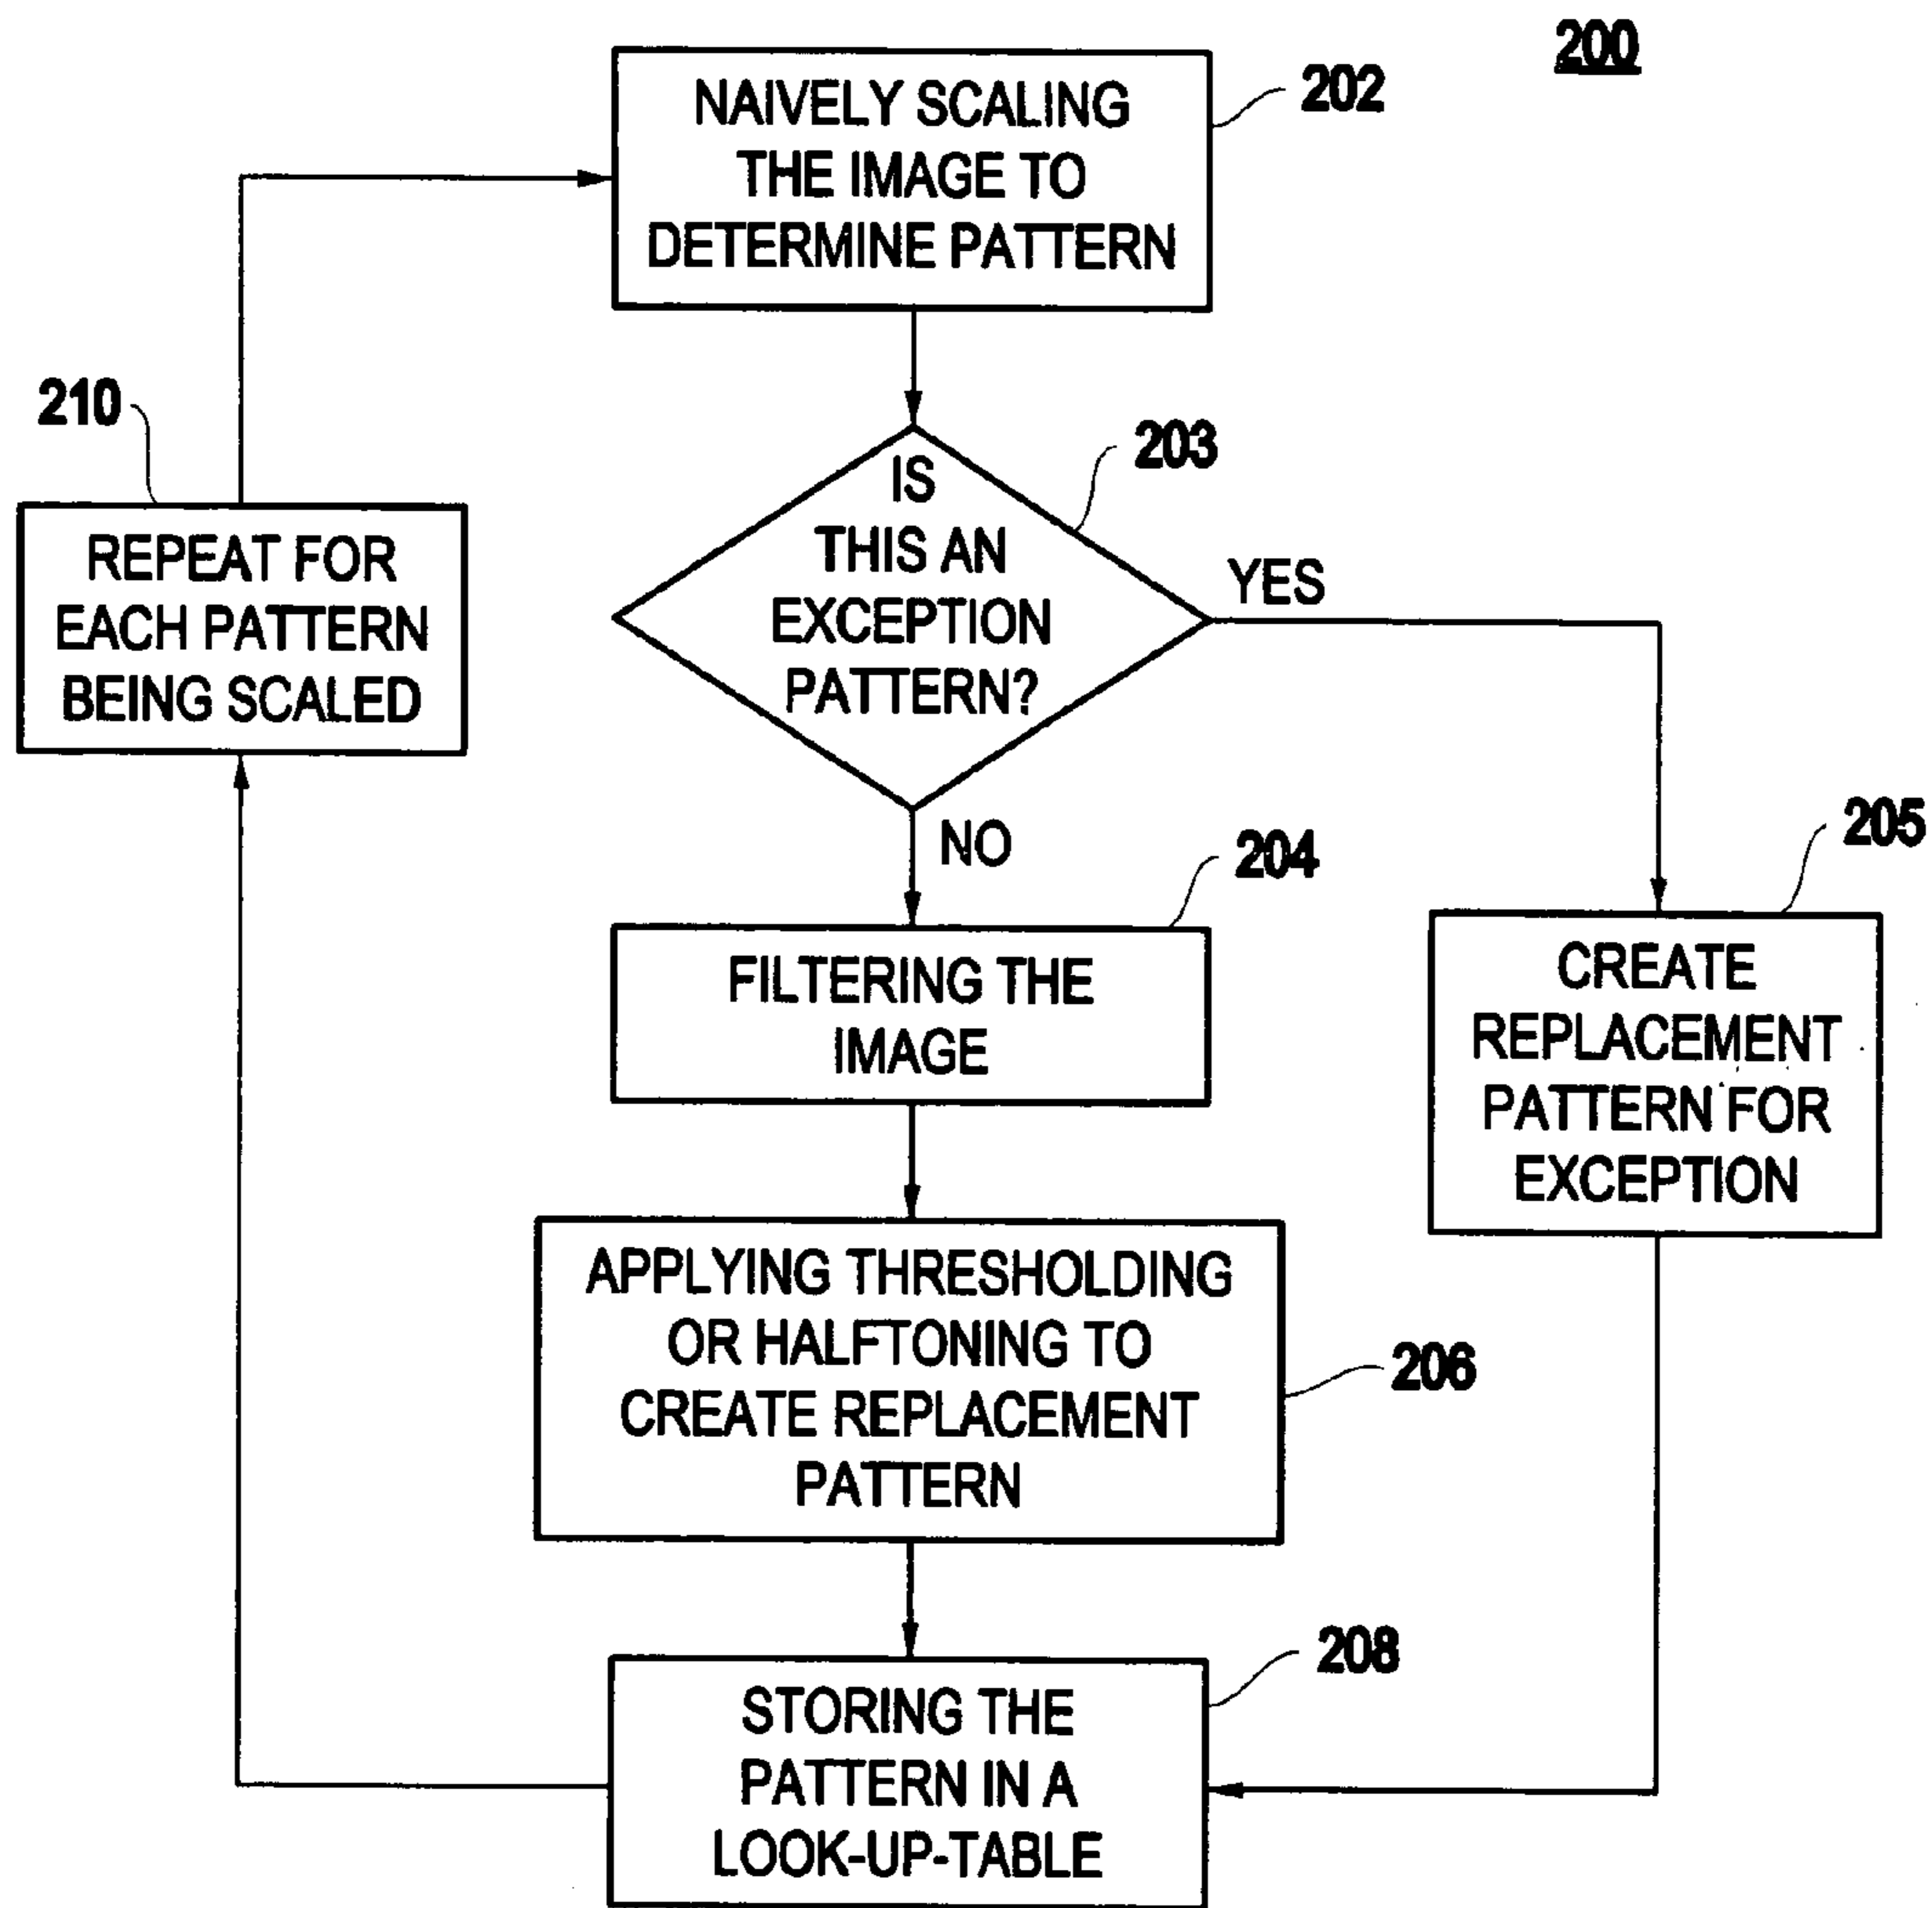 200
NAIVELY SCALING
THE IMAGE TO
DETERMINE PATTERN
202
210
REPEAT FOR
EACH PATTERN
BEING SCALED
IS
THIS AN
EXCEPTION
PATTERN?
203
YES
NO
204
FILTERING THE
IMAGE
205
CREATE
REPLACEMENT
PATTERN FOR
EXCEPTION
APPLYING THRESHOLDING
OR HALFTONING TO
CREATE REPLACEMENT
PATTERN
206
STORING THE
PATTERN IN A
LOOK-UP-TABLE
208